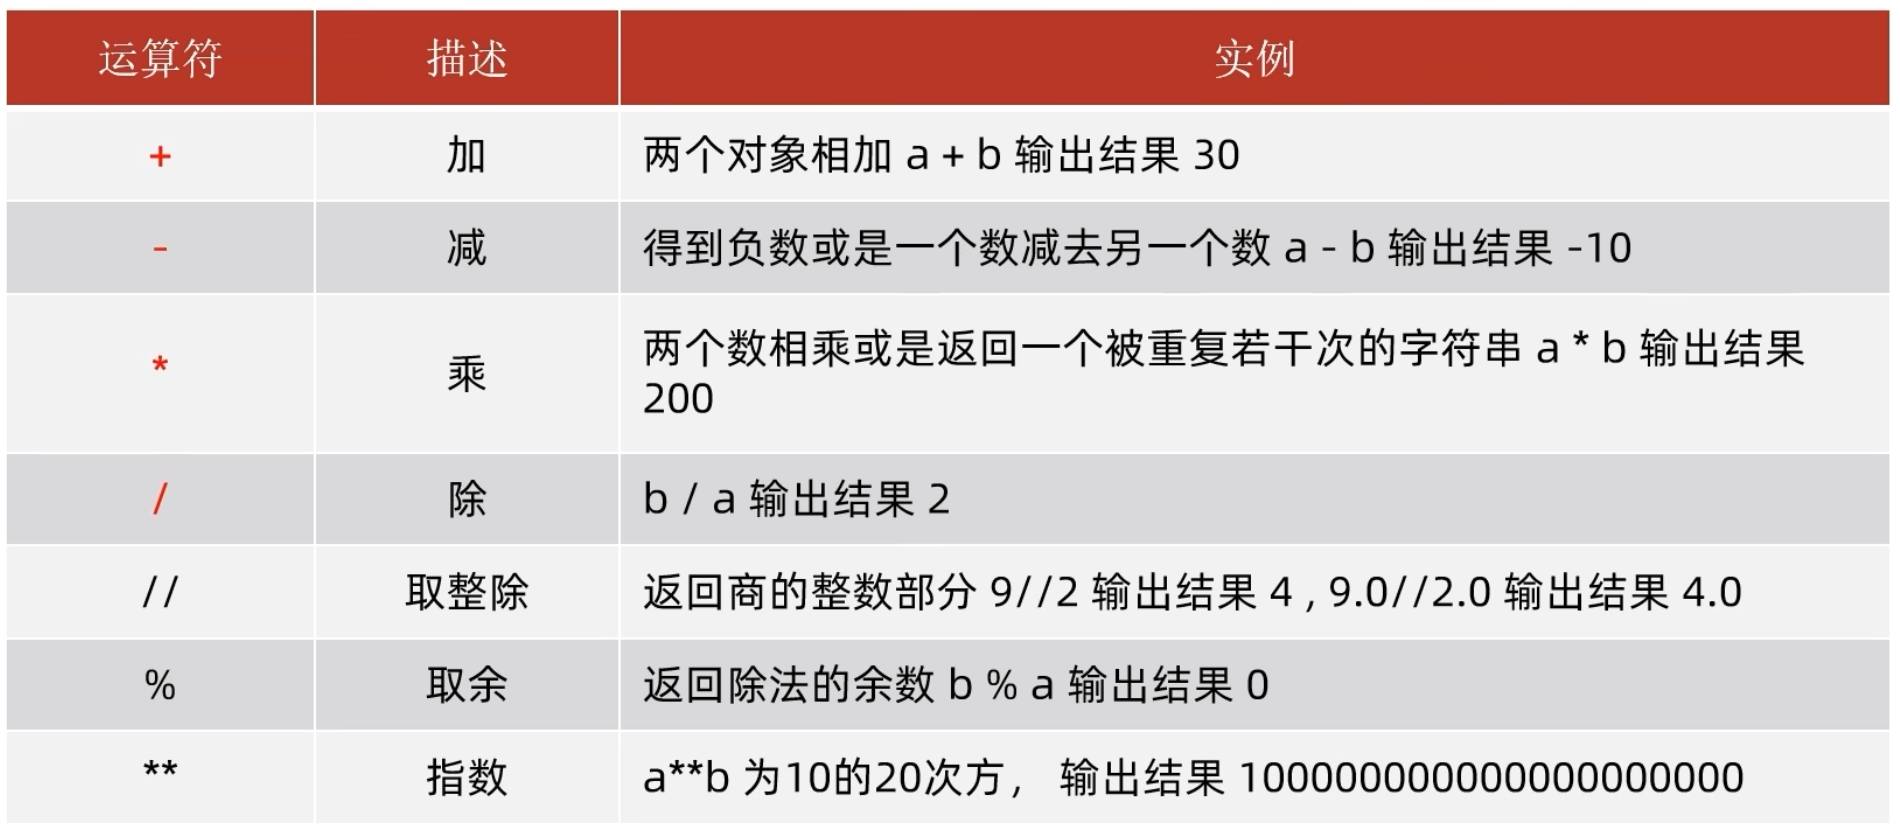 运算符 描述 实例
+ 加 两个对象相加 a + b 输出结果 30
- 减 得到负数或是一个数减去另一个数 a - b 输出结果 -10
* 乘 两个数相乘或是返回一个被重复若干次的字符串 a * b 输出结果
200
/ 除 b / a 输出结果 2
// 取整除 返回商的整数部分 9//2 输出结果 4 , 9.0//2.0 输出结果 4.0
% 取余 返回除法的余数 b % a 输出结果 0
** 指数 a**b 为10的20次方， 输出结果 100000000000000000000